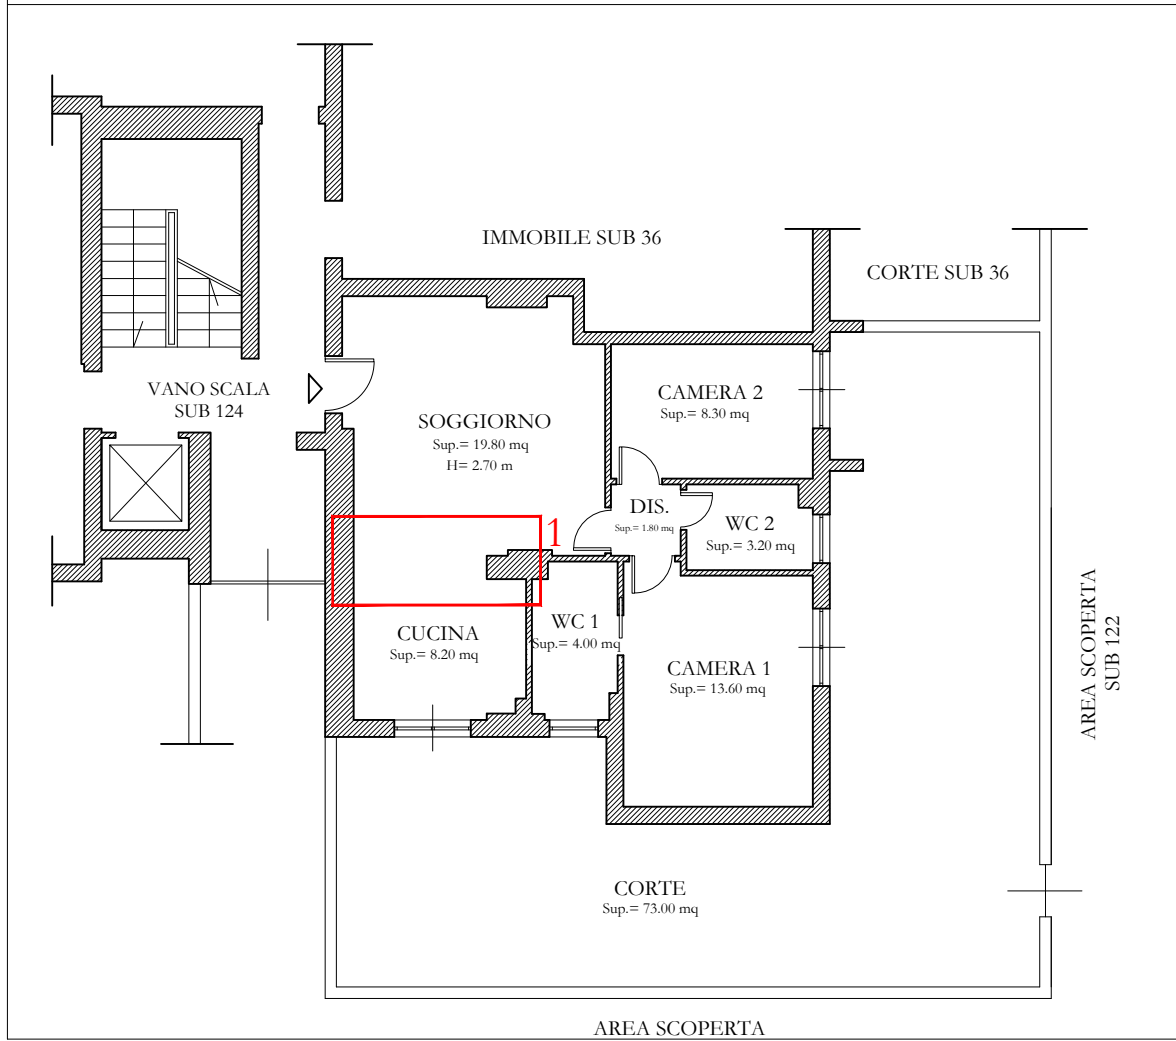 IMMOBILE SUB 36
CORTE SUB 36
VANO SCALA
SUB 124
CAMERA 2
Sup.= 8.30 mq
SOGGIORNO
Sup.= 19.80 mq
H= 2.70 m
DIS.
Sup.= 1.80 mq
WC 2
Sup.= 3.20 mq
1
CUCINA
Sup.= 8.20 mq
WC 1
Sup.= 4.00 mq
CAMERA 1
Sup.= 13.60 mq
AREA SCOPERTA
SUB 122
CORTE
Sup.= 73.00 mq
AREA SCOPERTA